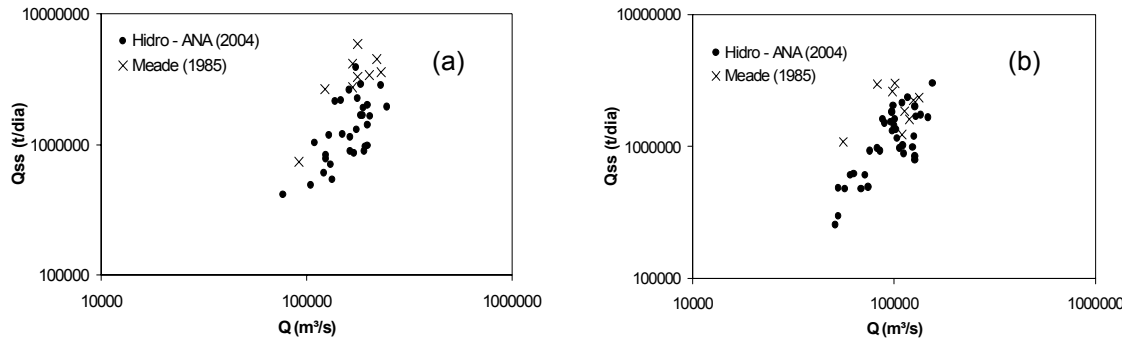 10000000
Hidro - ANA (2004)
Meade (1985)
(a)
Qss (t/dia)
1000000
100000
10000
100000
1000000
Q (m³/s)
10000000
Hidro - ANA (2004)
Meade (1985)
(b)
Qss (t/dia)
1000000
100000
10000
100000
1000000
Q (m³/s)